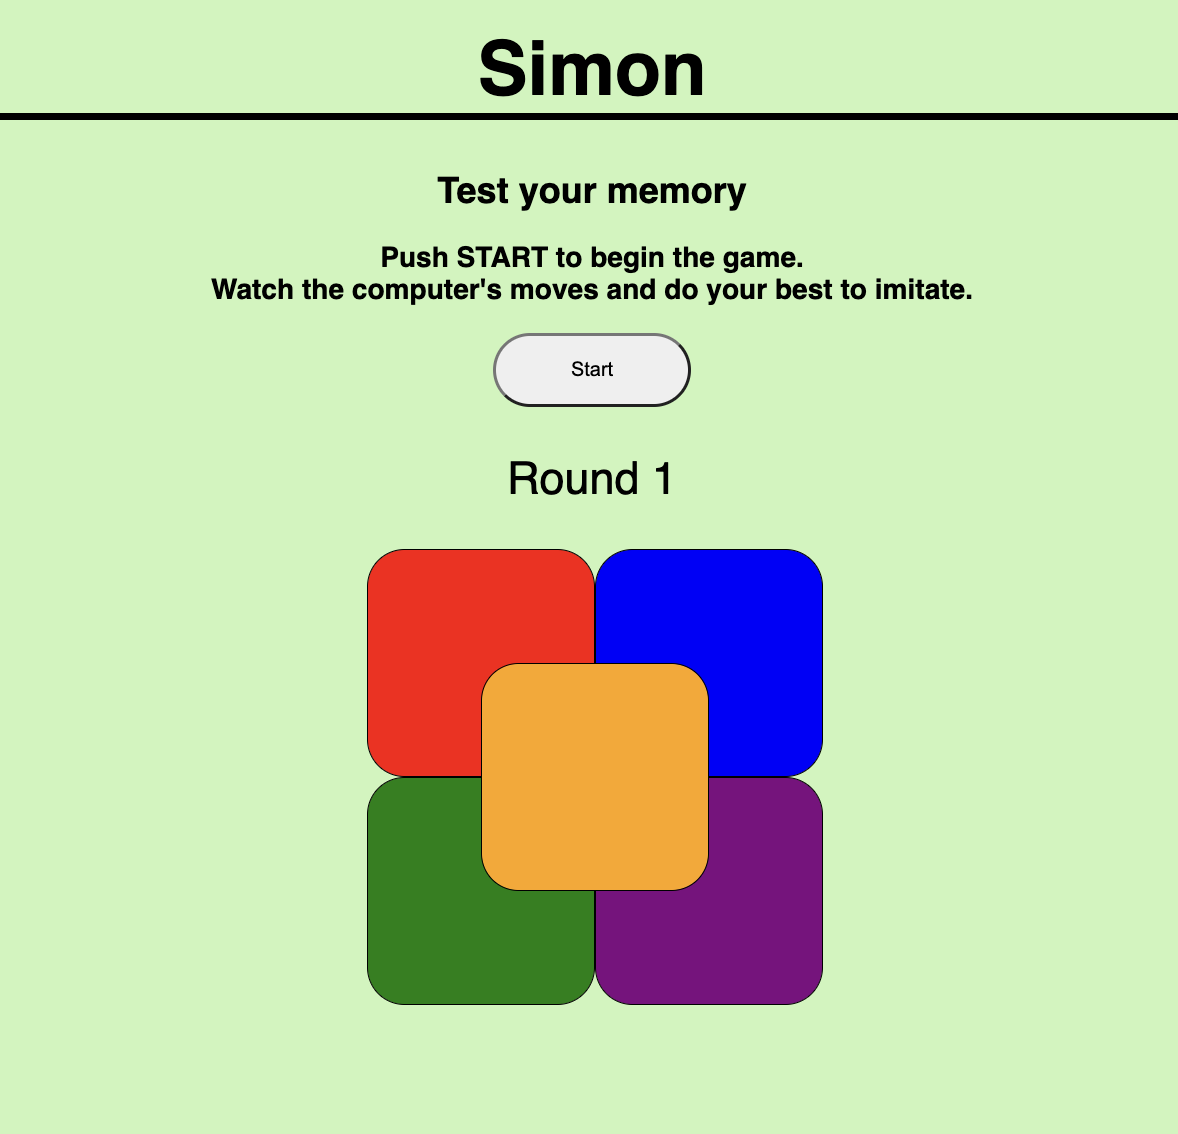 Simon
Test your memory
Push START to begin the game.
Watch the computer's moves and do your best to imitate.
Start
Round 1